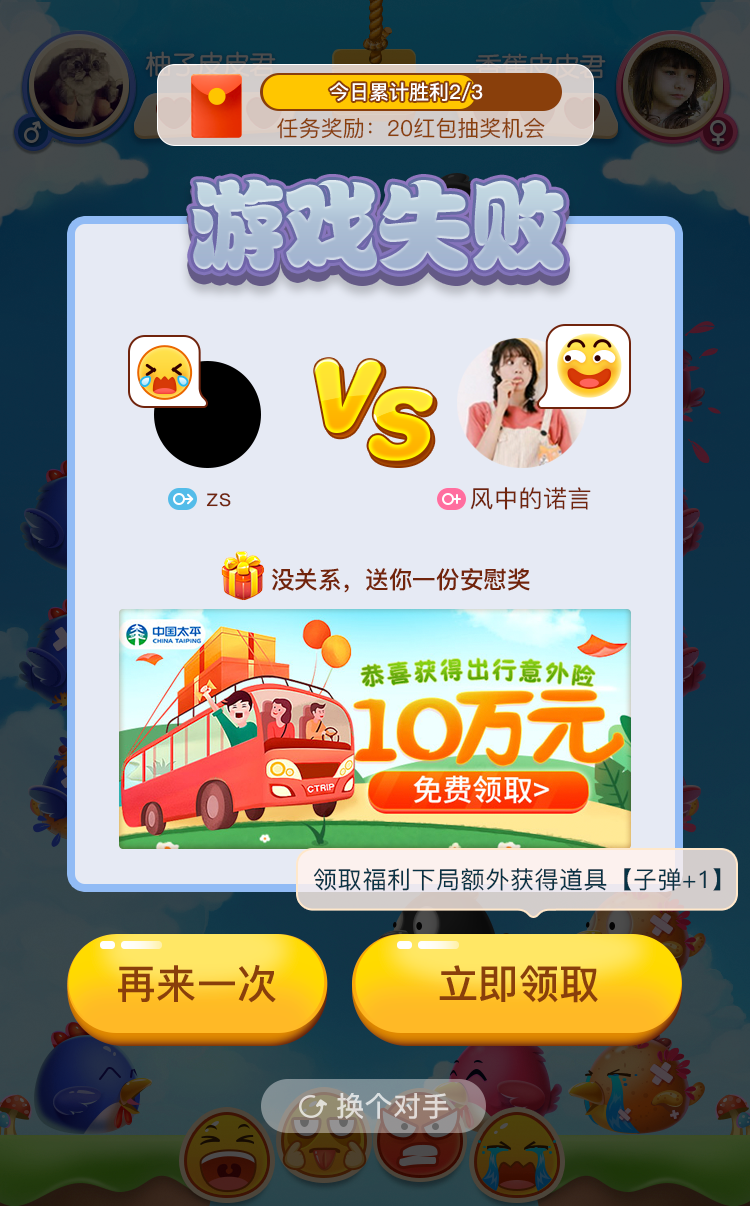 柚子皮皮君
香蕉皮皮君
今日累计胜利2/3
任务奖励：20红包抽奖机会
游戏失败
VS
zs
风中的诺言
没关系，送你一份安慰奖
中国太平
CHINA TAIPING
恭喜获得出行意外险
10万元
CTRIP
免费领取>
领取福利下局额外获得道具【子弹+1】
再来一次
立即领取
换个对手